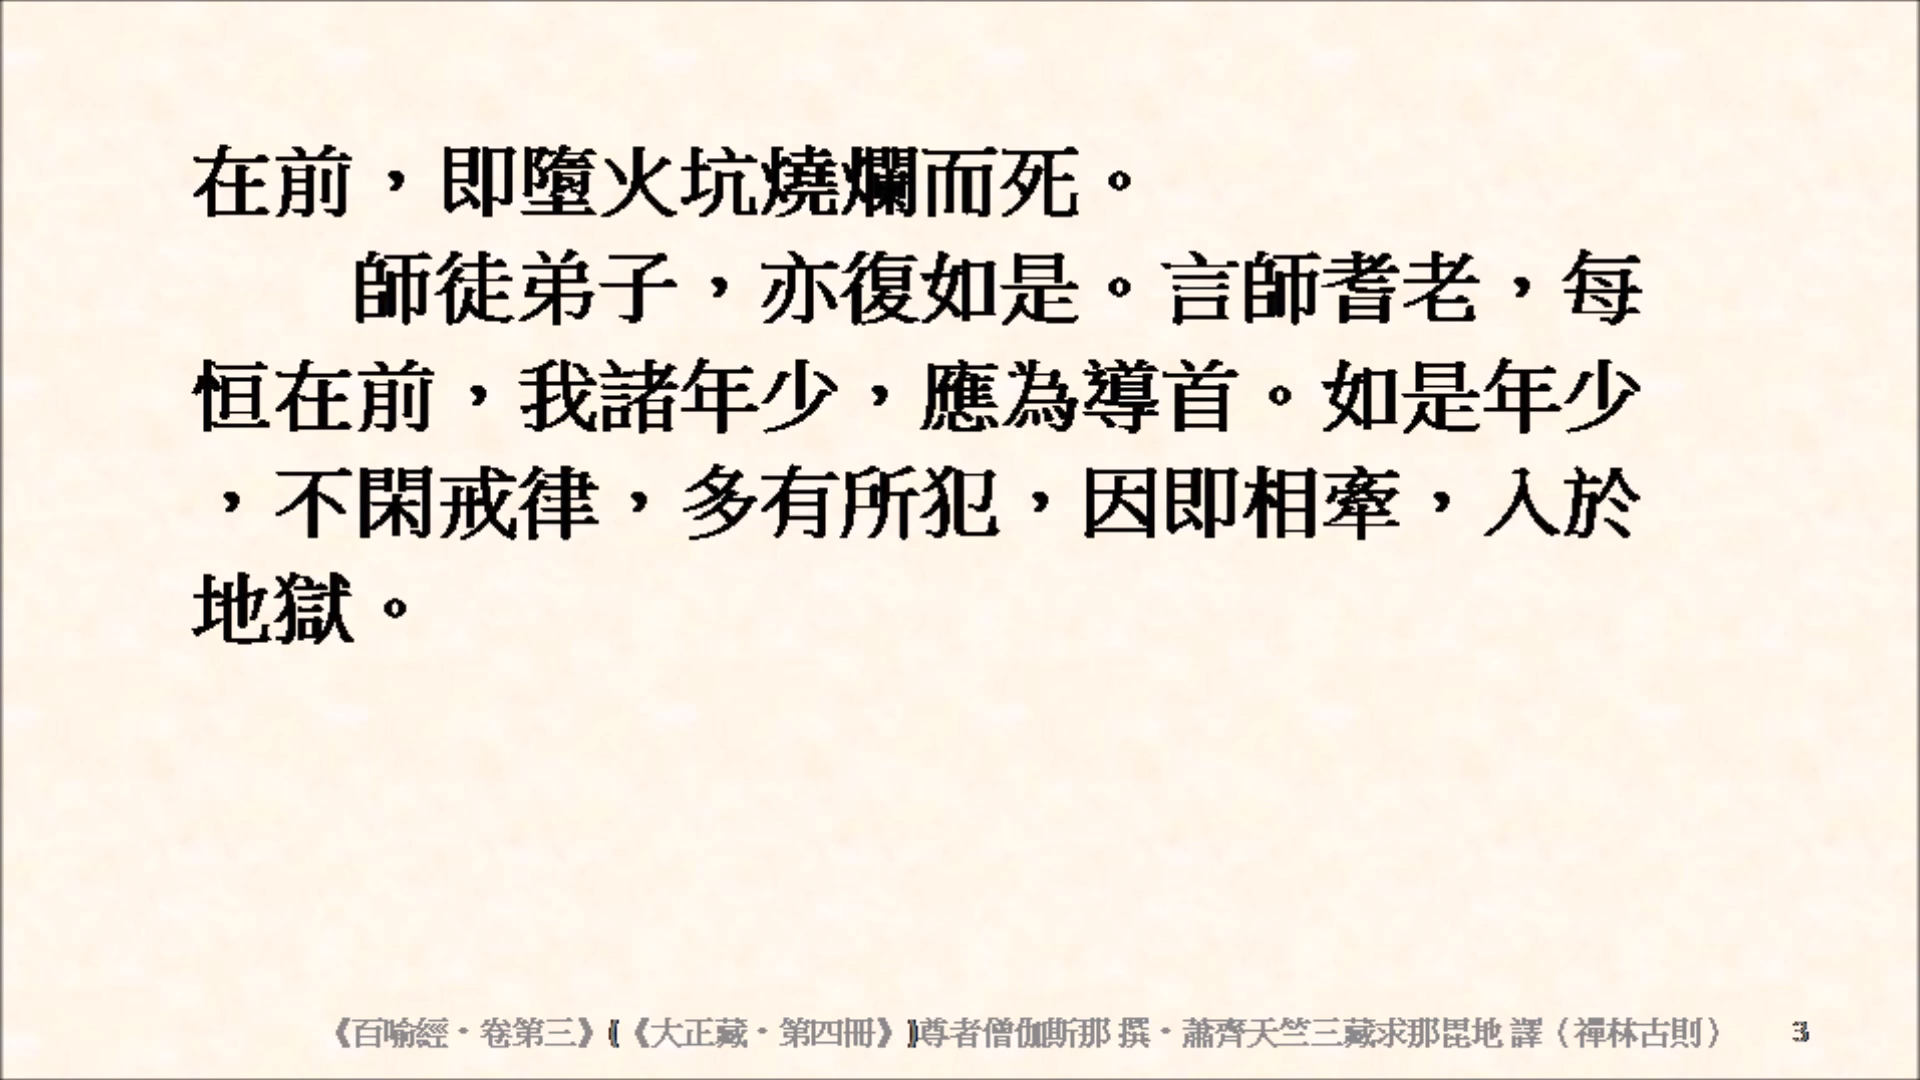 在前，即墮火坑燒爛而死。
師徒弟子，亦復如是。言師耆老，每
恒在前，我諸年少，應為導首。如是年少
，不閑戒律，多有所犯，因即相牽，入於
地獄。
《百喻經·卷第三》(《大正藏·第四冊》)尊者僧伽斯那 撰·蕭齊天竺三藏求那毘地 譯（禪林古則） 3